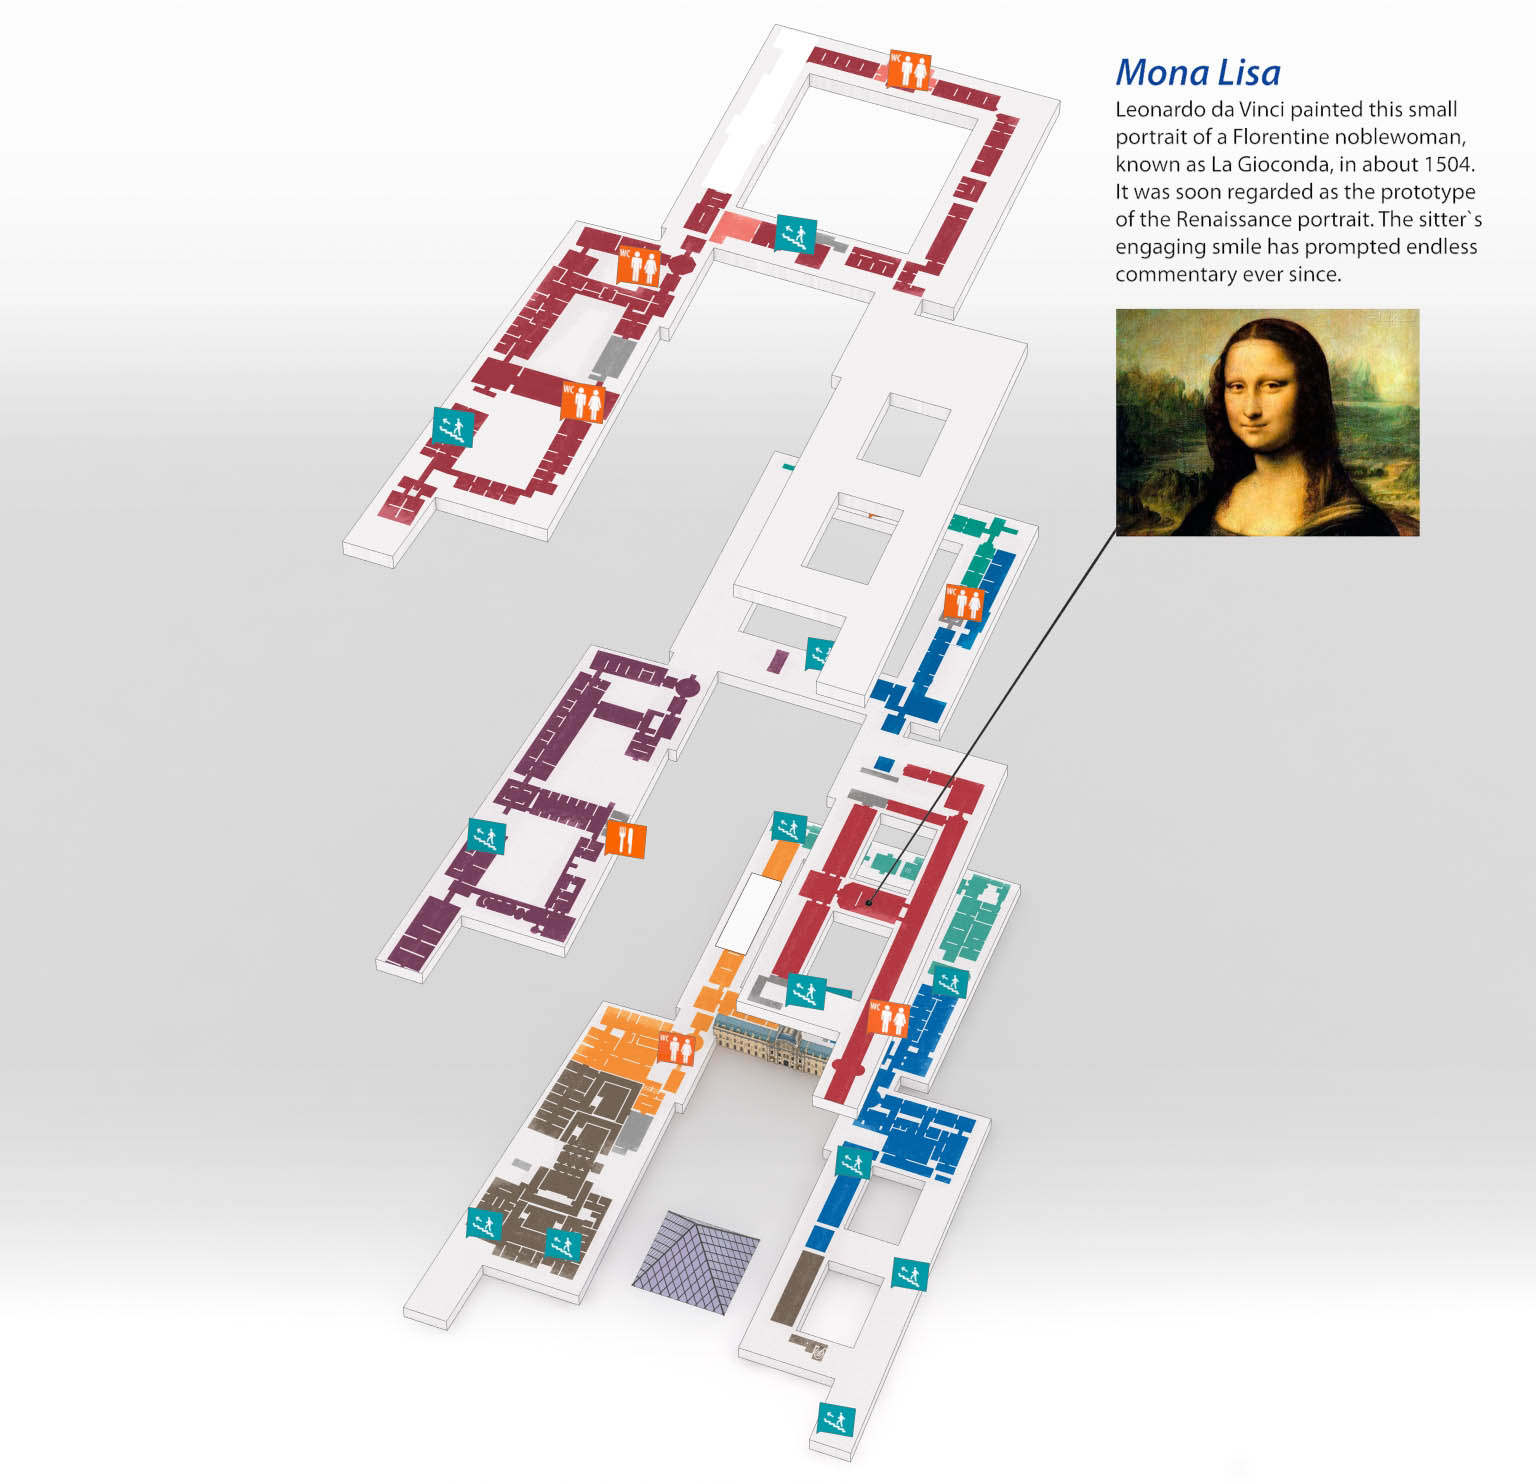 Mona Lisa
Leonardo da Vinci painted this small
portrait of a Florentine noblewoman,
known as La Gioconda, in about 1504.
It was soon regarded as the prototype
of the Renaissance portrait. The sitter`s
engaging smile has prompted endless
commentary ever since.
WC
WC
WC
WC
WC
WC